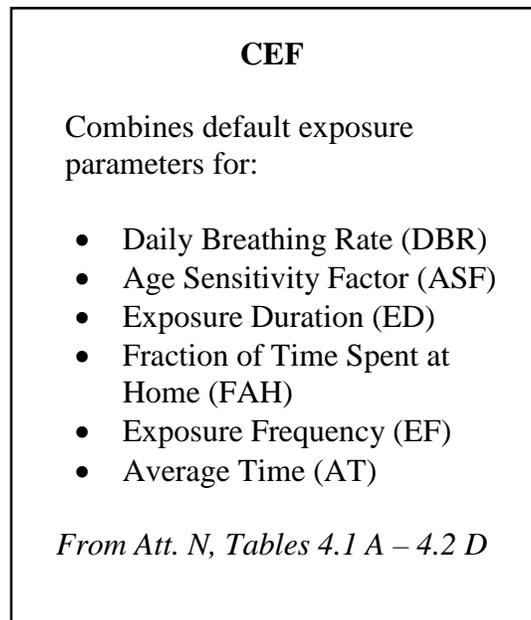 CEF
Combines default exposure
parameters for:
• Daily Breathing Rate (DBR)
• Age Sensitivity Factor (ASF)
• Exposure Duration (ED)
• Fraction of Time Spent at
Home (FAH)
• Exposure Frequency (EF)
• Average Time (AT)
From Att. N, Tables 4.1 A – 4.2 D